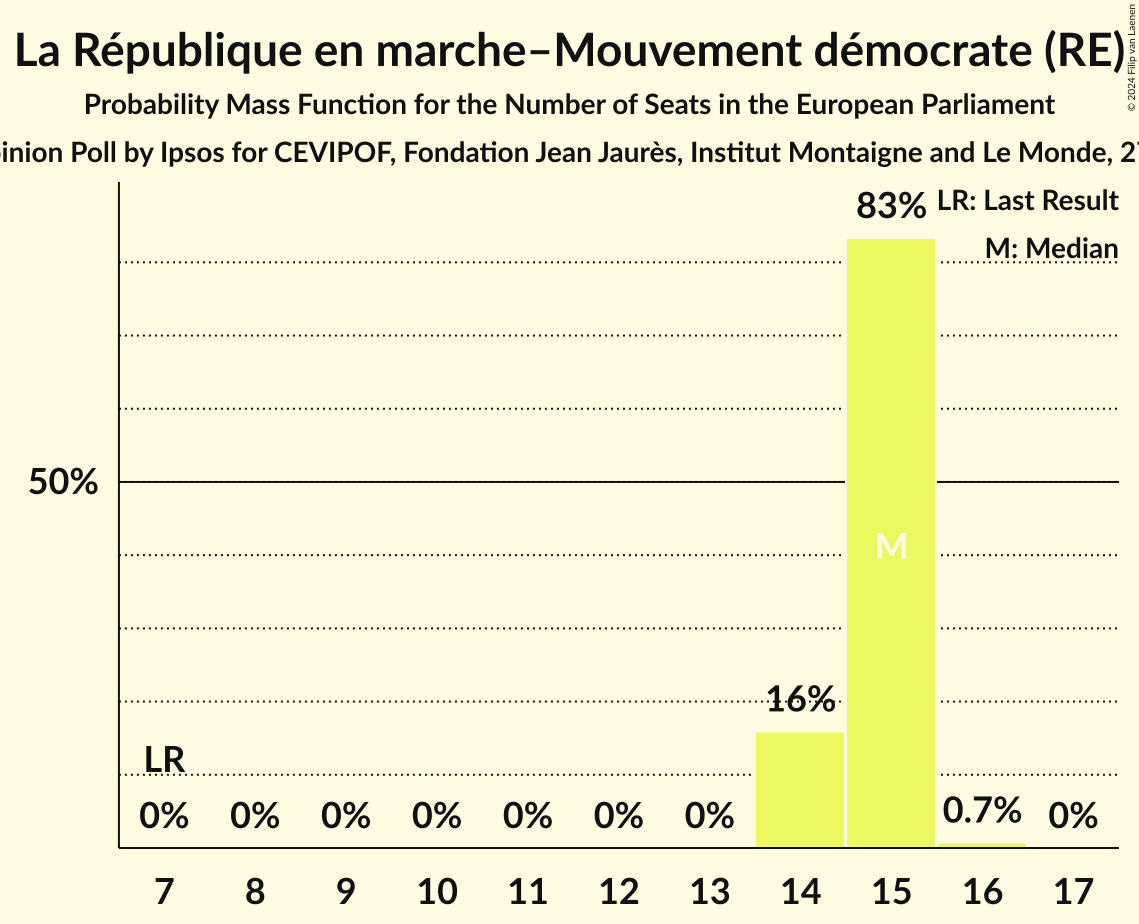 La République en marche–Mouvement démocrate (RE)
© 2024 Filip van Laenen
Probability Mass Function for the Number of Seats in the European Parliament
Poll by Ipsos for CEVIPOF, Fondation Jean Jaurès, Institut Montaigne and Le Monde,
83%
LR: Last Result
M: Median
50%
M
16%
LR
0% 0% 0% 0% 0% 0% 0% 0.7% 0%
7 8 9 10 11 12 13 14 15 16 17